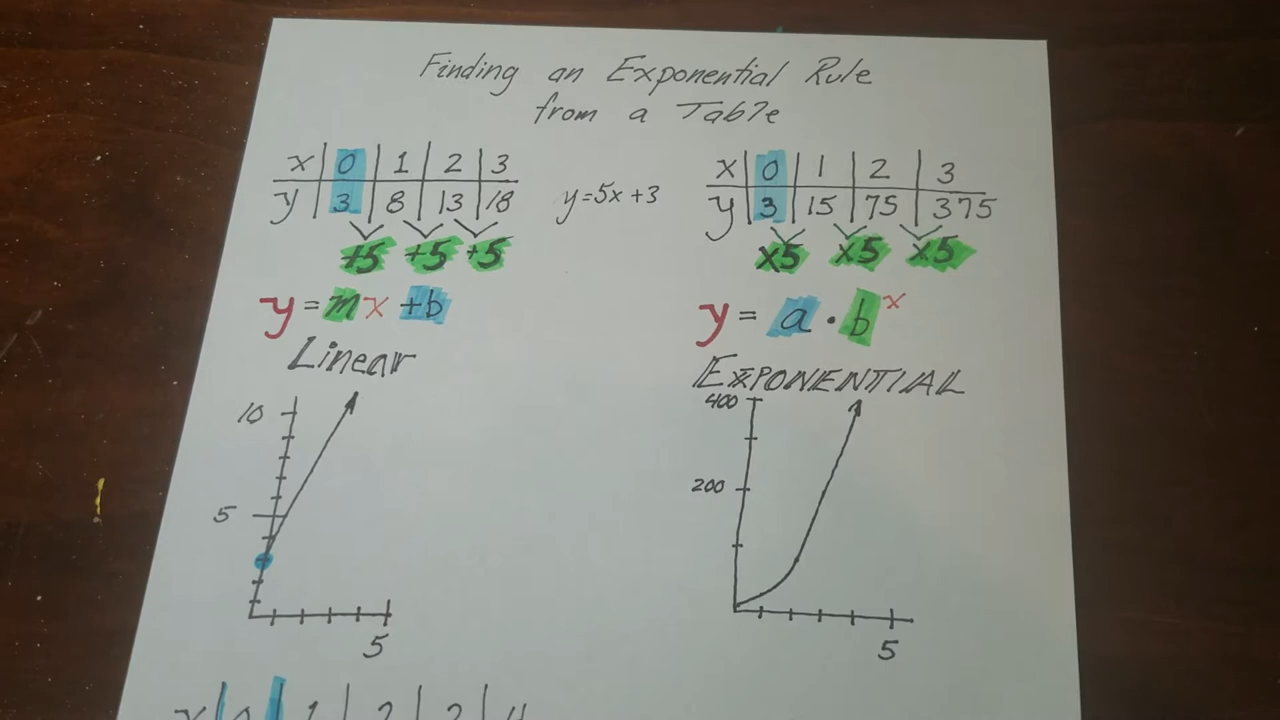 Finding an Exponential Rule
from a Table
x 0 1 2 3
y 3 8 13 18
+5 +5 +5
y = mx + b
Linear
10
5
5
y = 5x + 3
x 0 1 2 3
y 3 15 75 375
x5 x5 x5
y = a · bˣ
EXPONENTIAL
400
200
5